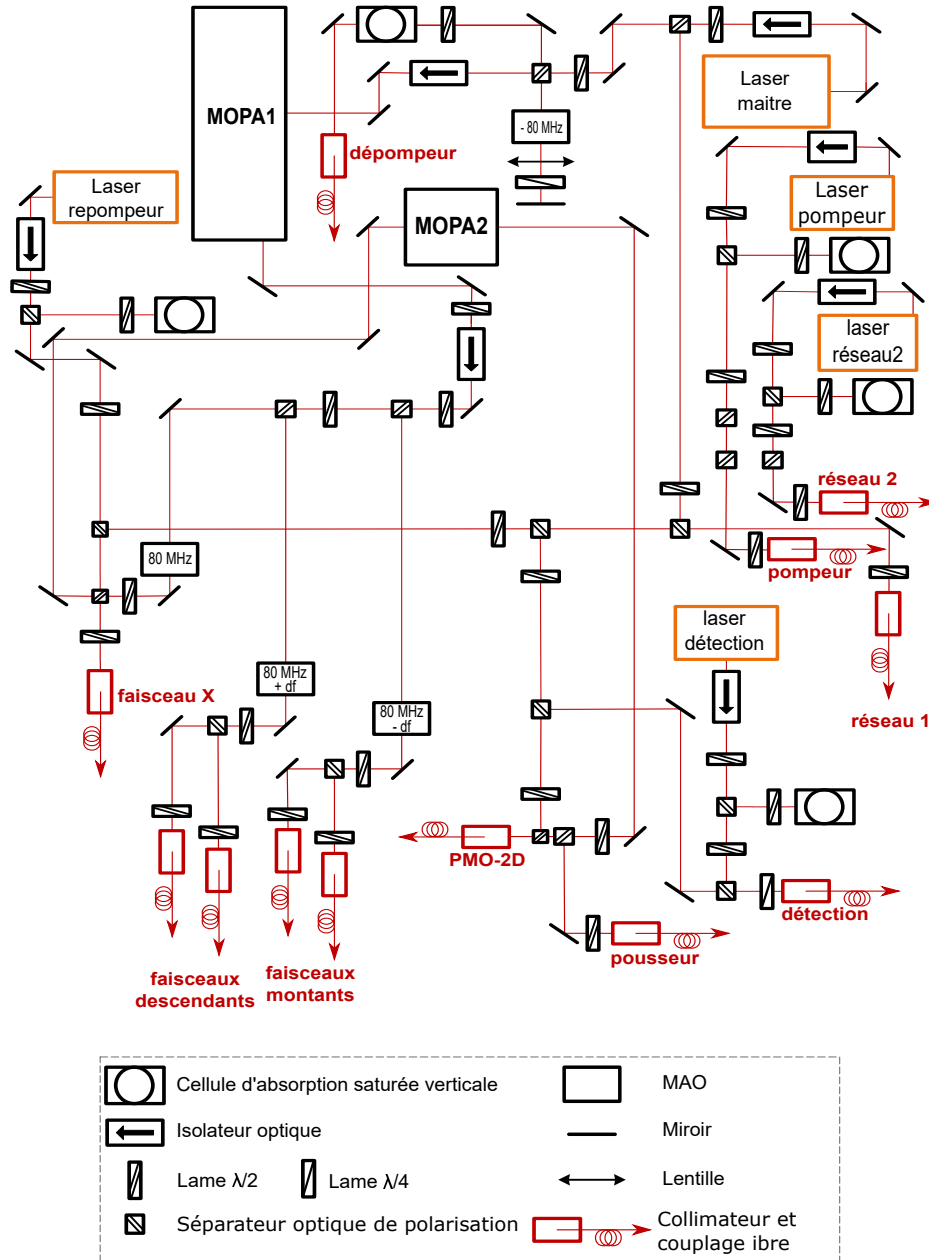 MOPA1
Laser
maitre
- 80 MHz
dépompeur
Laser
repompeur
MOPA2
Laser
pompeur
laser
réseau2
réseau 2
80 MHz
pompeur
laser
détection
80 MHz
+ df
faisceau X
80 MHz
- df
réseau 1
PMO-2D
détection
pousseur
faisceaux
descendants
faisceaux
montants
Cellule d'absorption saturée verticale
MAO
Isolateur optique
Miroir
Lame λ/2
Lame λ/4
Lentille
Séparateur optique de polarisation
Collimateur et
couplage ibre